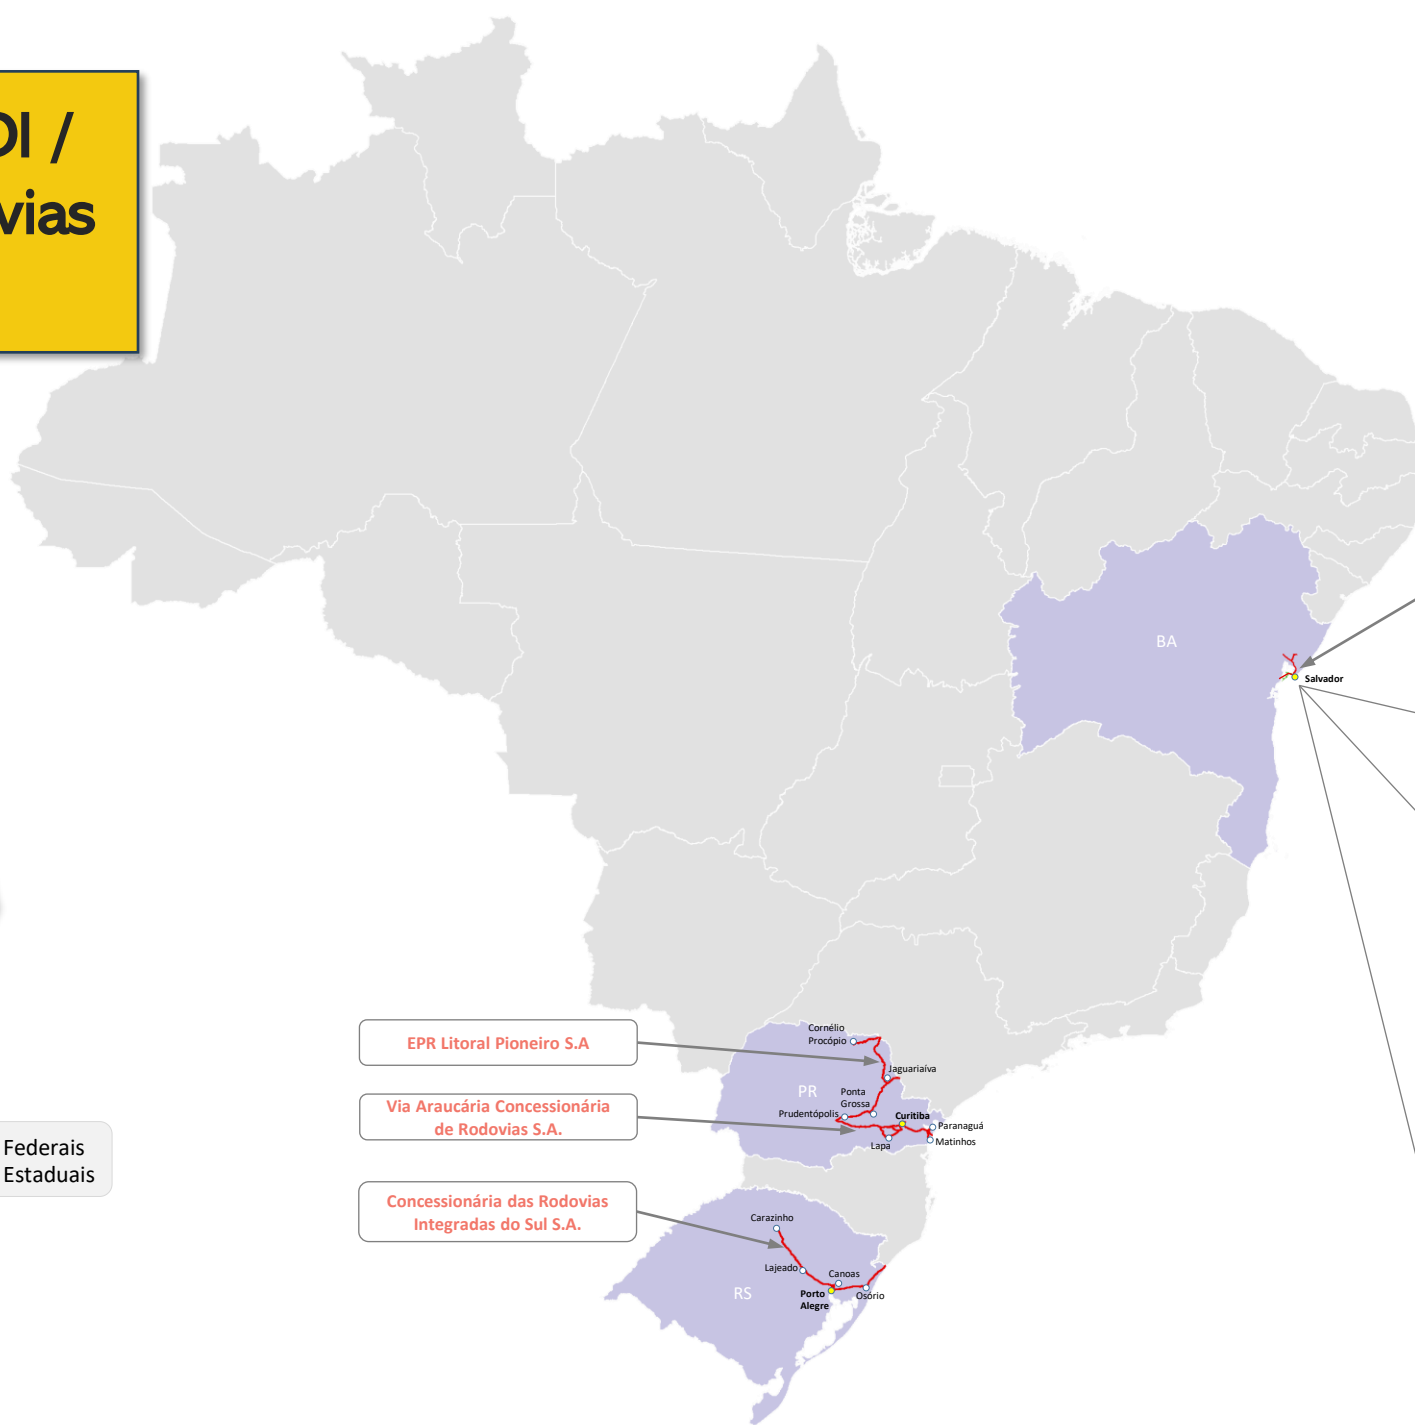 OI /
vias
BA
Salvador
EPR Litoral Pioneiro S.A
Via Araucária Concessionária
de Rodovias S.A.
Concessionária das Rodovias
Integradas do Sul S.A.
Federais
Estaduais
Cornélio
Procópio
Jaguariaíva
PR
Ponta
Grossa
Prudentópolis
Curitiba
Paranaguá
Matinhos
Lapa
Carazinho
Lajeado
Canoas
RS
Porto
Alegre
Osório